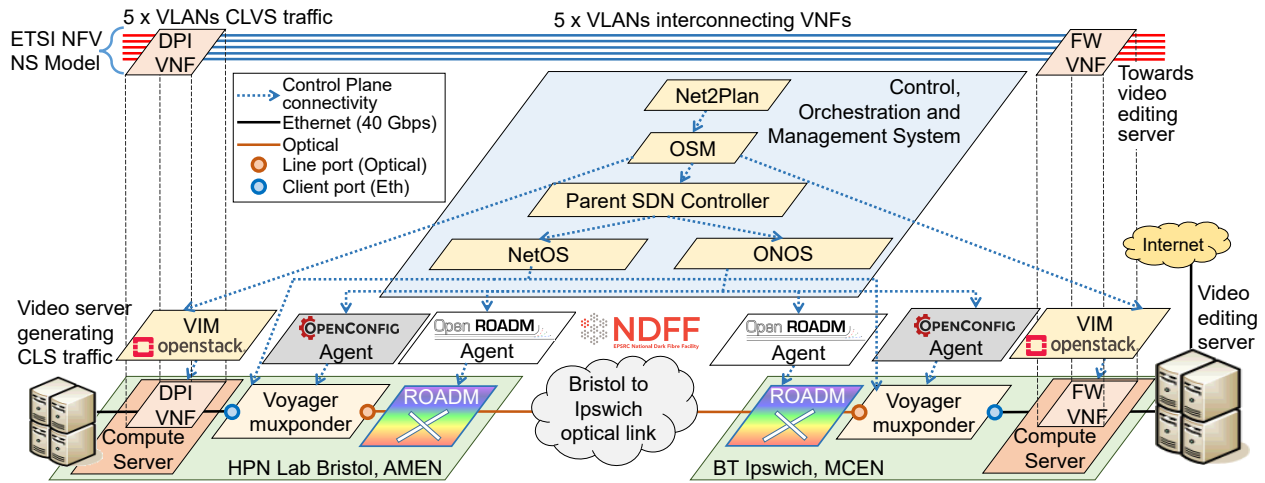 5 x VLANs CLVS traffic
5 x VLANs interconnecting VNFs
ETSI NFV
NS Model
DPI
VNF
FW
VNF
Towards
video
editing
server
Control Plane
connectivity
Ethernet (40 Gbps)
Optical
Line port (Optical)
Client port (Eth)
Control,
Orchestration and
Management System
Net2Plan
OSM
Parent SDN Controller
NetOS
ONOS
Internet
Video server
generating
CLS traffic
VIM
openstack
OPENCONFIG
Agent
Open ROADM
Agent
NDFF
EPSRC National Dark Fibre Facility
Open ROADM
Agent
OPENCONFIG
Agent
VIM
openstack
Video
editing
server
DPI
VNF
Compute
Server
Voyager
muxponder
ROADM
HPN Lab Bristol, AMEN
Bristol to
Ipswich
optical link
ROADM
Voyager
muxponder
FW
VNF
Compute
Server
BT Ipswich, MCEN